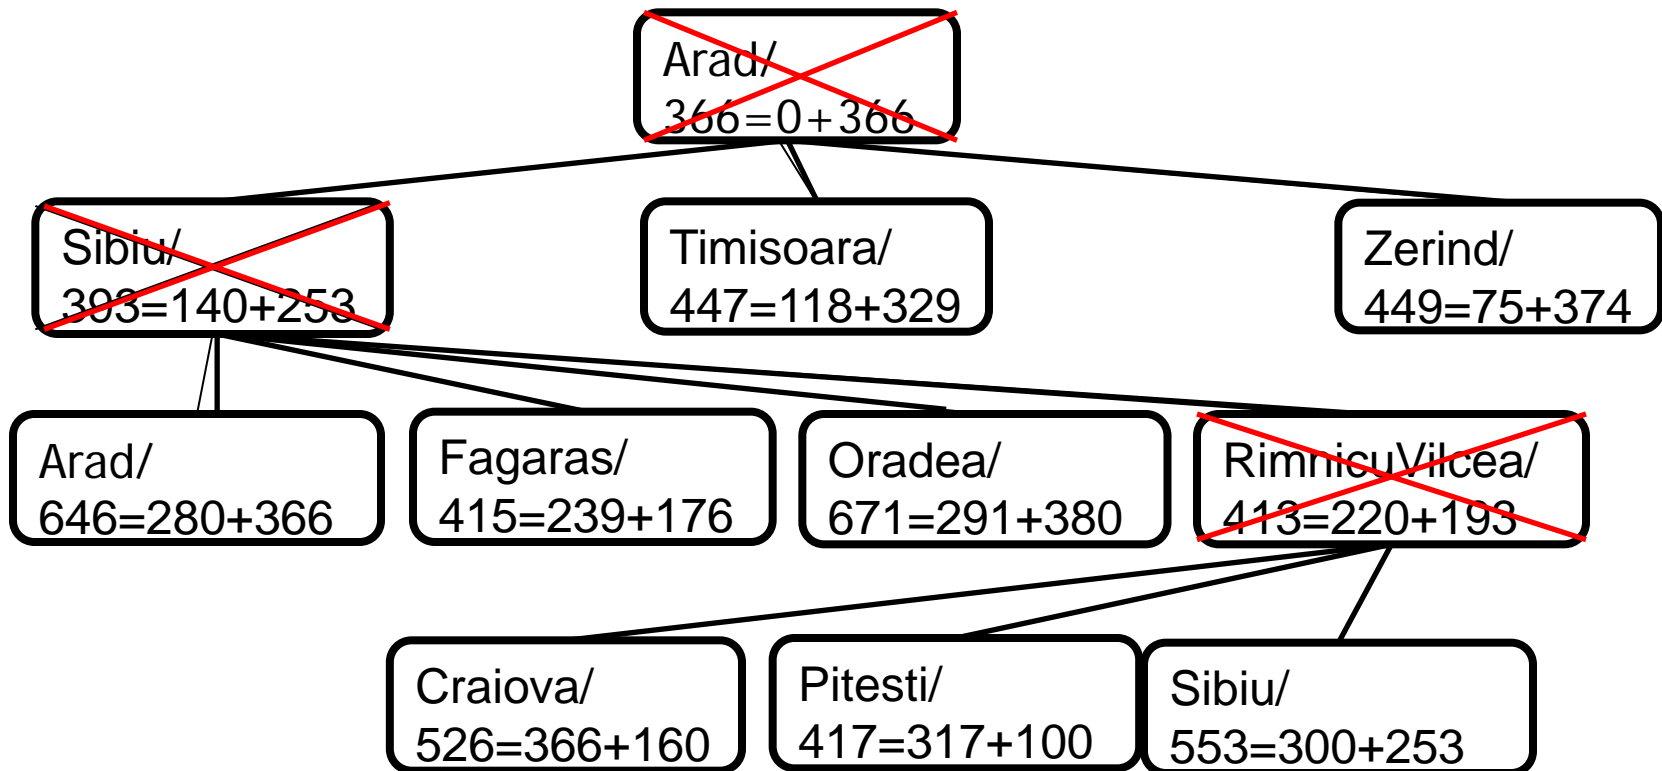 Arad/
366=0+366
Sibiu/
393=140+253
Timisoara/
447=118+329
Zerind/
449=75+374
Arad/
646=280+366
Fagaras/
415=239+176
Oradea/
671=291+380
RimnicuVilcea/
413=220+193
Craiova/
526=366+160
Pitesti/
417=317+100
Sibiu/
553=300+253